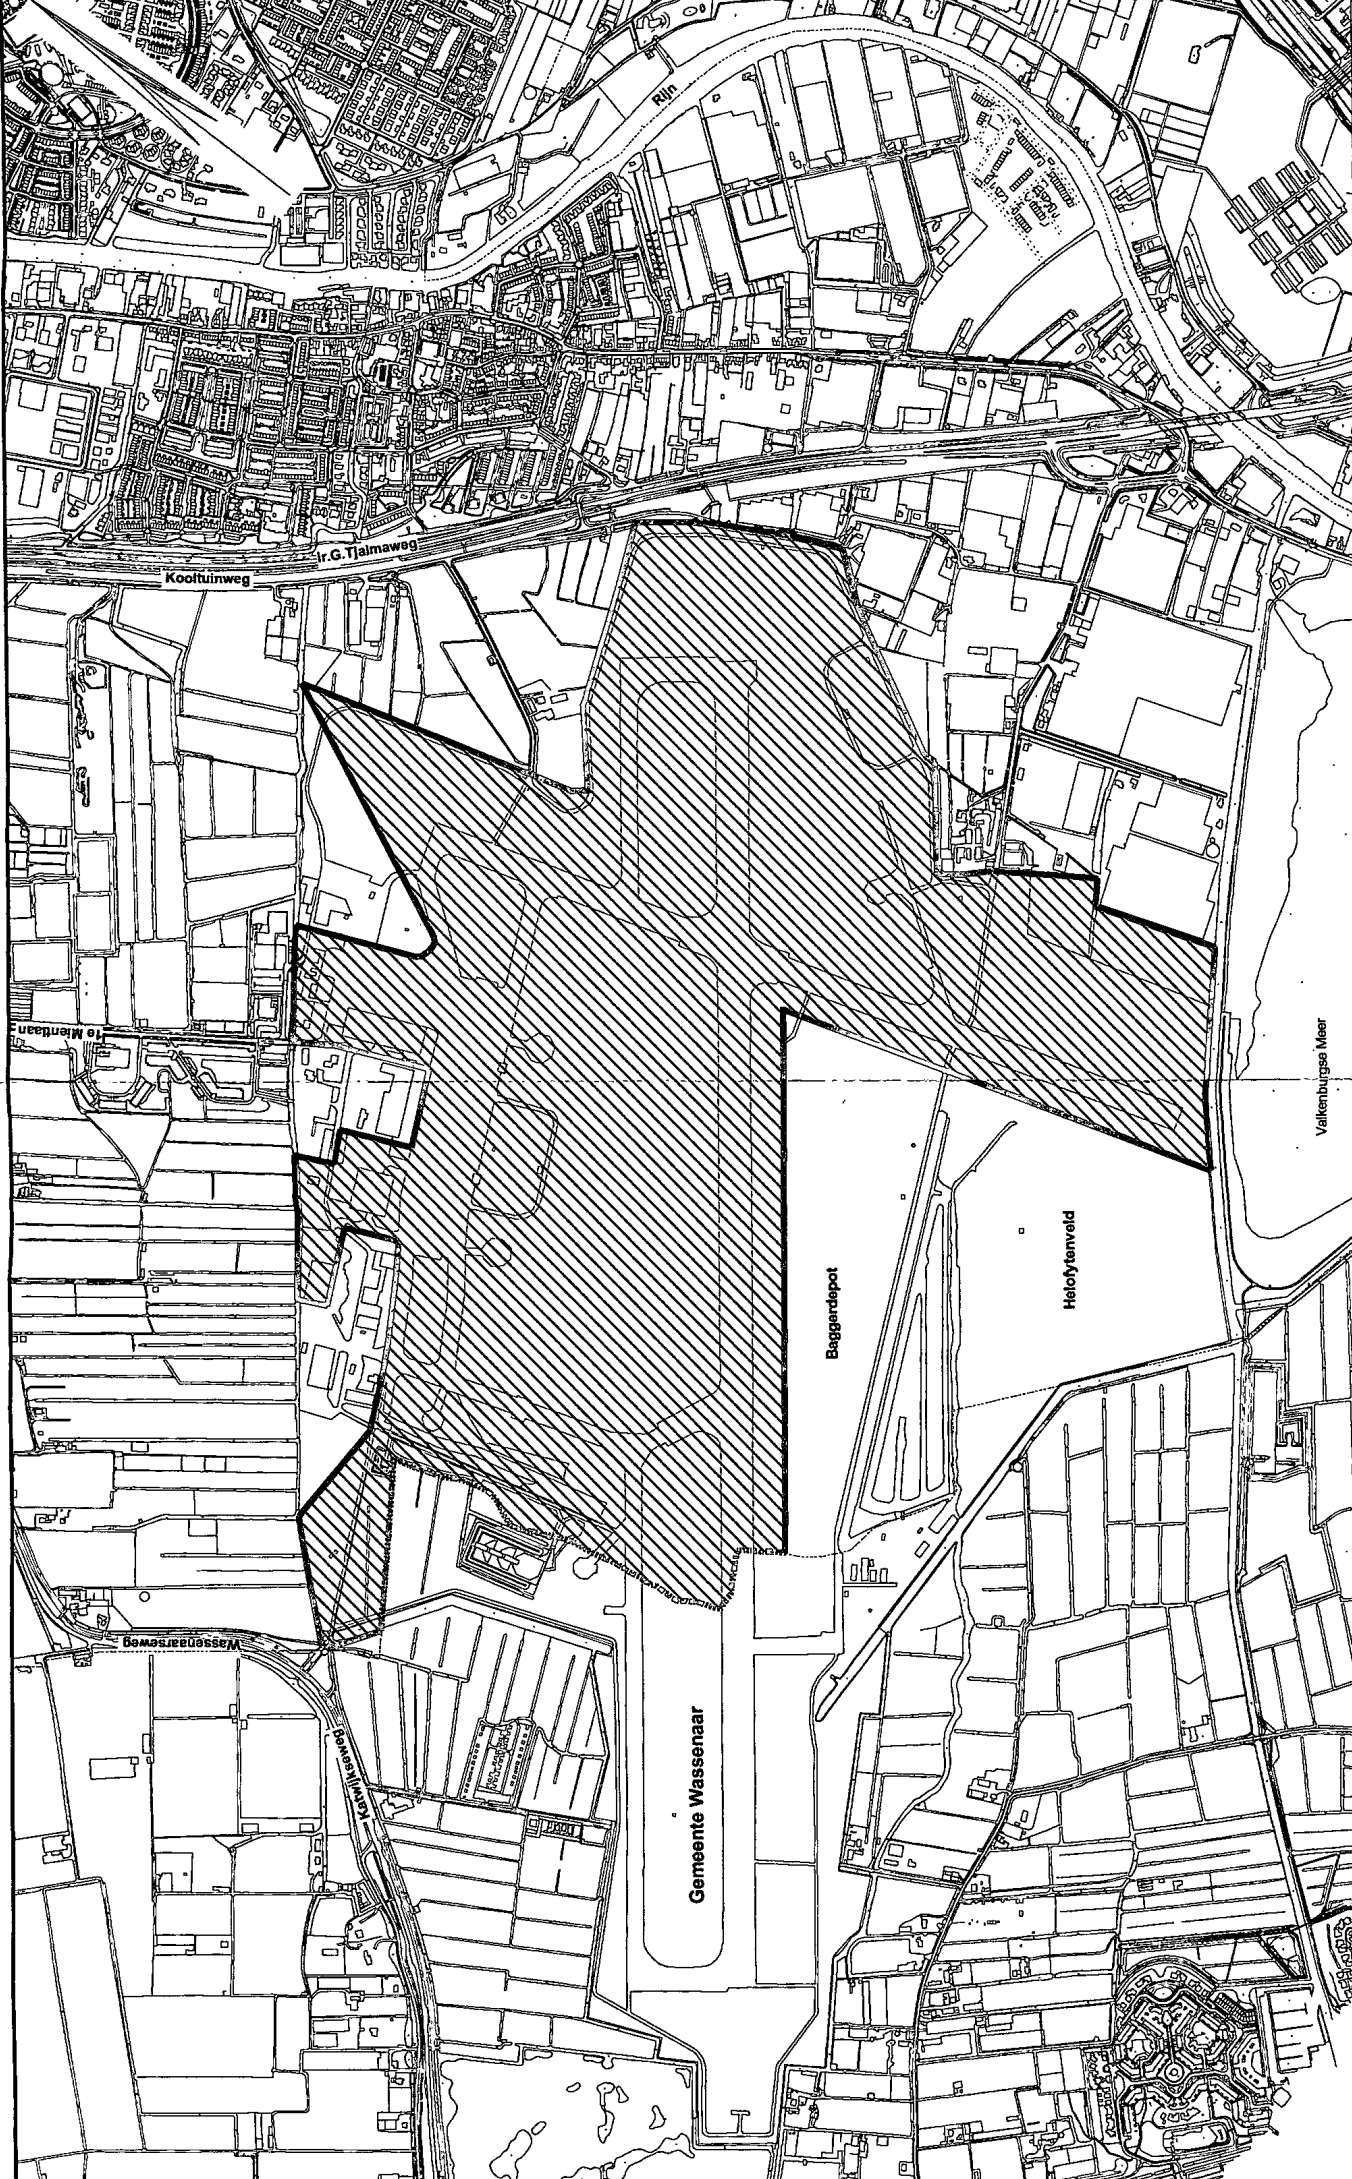 Rijn
Ir.G.Tjalmaweg
Kooltuinweg
1e Mientlaan
Valkenburgse Meer
Helofytenveld
Baggerdepot
Wassenaarseweg
Katwijkseweg
Gemeente Wassenaar